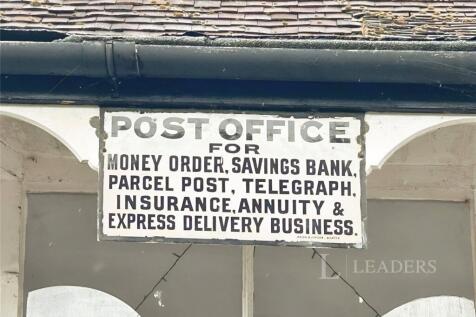 POST OFFICE
FOR
MONEY ORDER, SAVINGS BANK,
PARCEL POST, TELEGRAPH,
INSURANCE, ANNUITY &
EXPRESS DELIVERY BUSINESS.
LEADERS